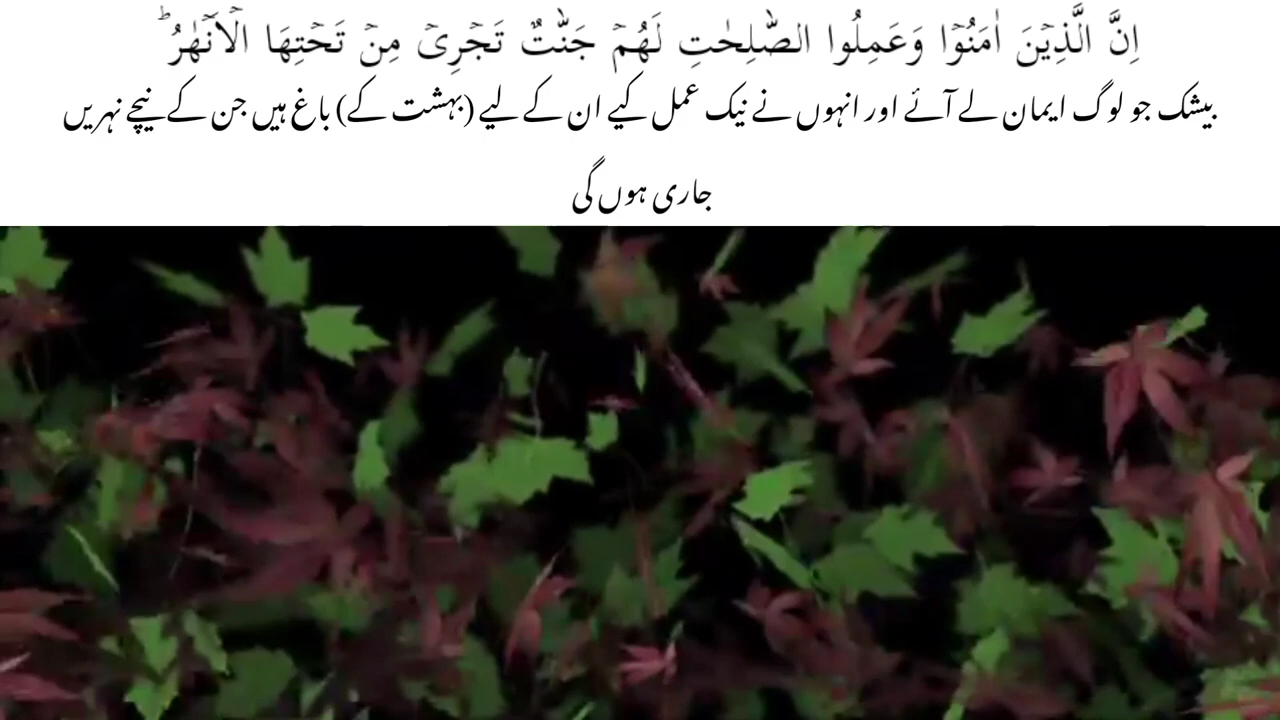 اِنَّ الَّذِيْنَ اٰمَنُوْا وَعَمِلُوا الصّٰلِحٰتِ لَهُمْ جَنّٰتٌ تَجْرِىْ مِنْ تَحْتِهَا الْاَنْهٰرُ ؕ
بیشک جو لوگ ایمان لے آئے اور انہوں نے نیک عمل کیے ان کے لیے (بہشت کے) باغ ہیں جن کے نیچے نہریں
جاری ہوں گی